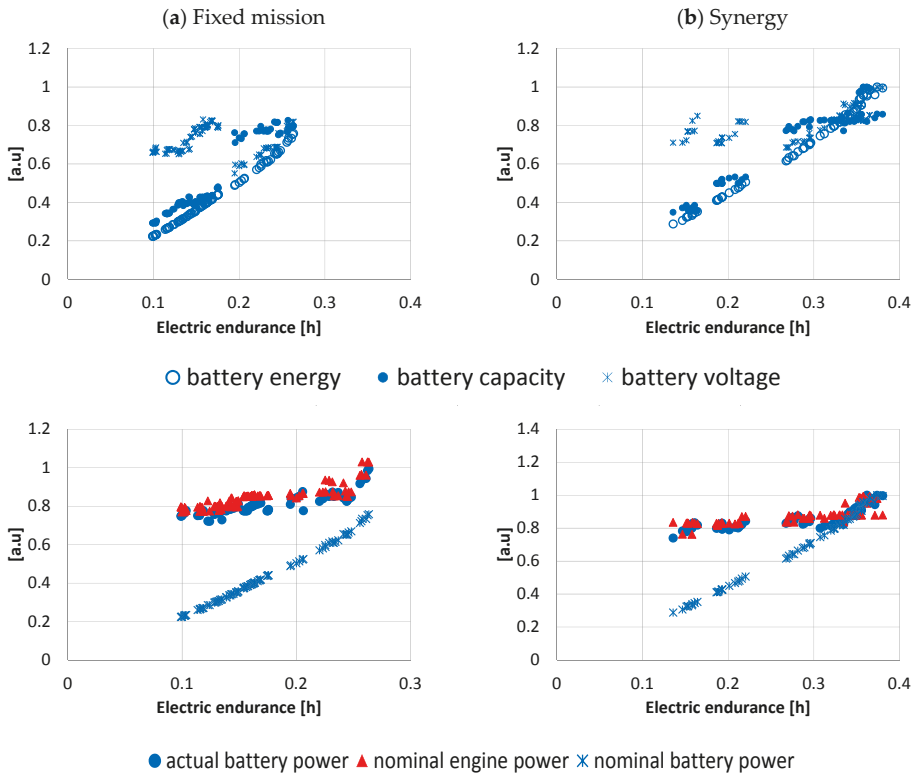 (a) Fixed mission
(b) Synergy
1.2
1
0.8
0.6
0.4
0.2
0
[a.u]
0 0.1 0.2 0.3 0.4
Electric endurance [h]
1.2
1
0.8
0.6
0.4
0.2
0
[a.u]
0 0.1 0.2 0.3 0.4
Electric endurance [h]
battery energy battery capacity battery voltage
1.2
1
0.8
0.6
0.4
0.2
0
[a.u]
0 0.1 0.2 0.3
Electric endurance [h]
1.4
1.2
1.0
0.8
0.6
0.4
0.2
0
[a.u]
0 0.1 0.2 0.3 0.4
Electric endurance [h]
actual battery power nominal engine power nominal battery power